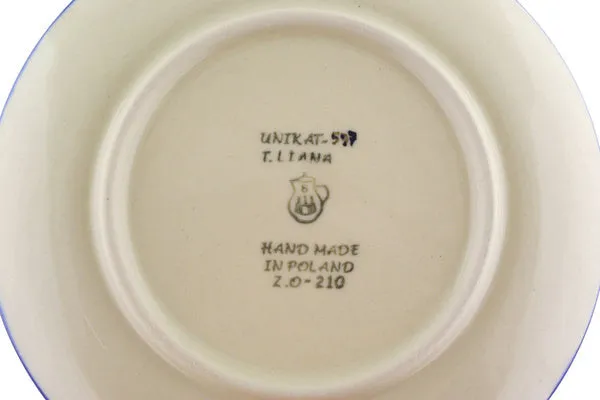 UNIKAT-597
T. LIANA
HAND MADE
IN POLAND
Z.O-210